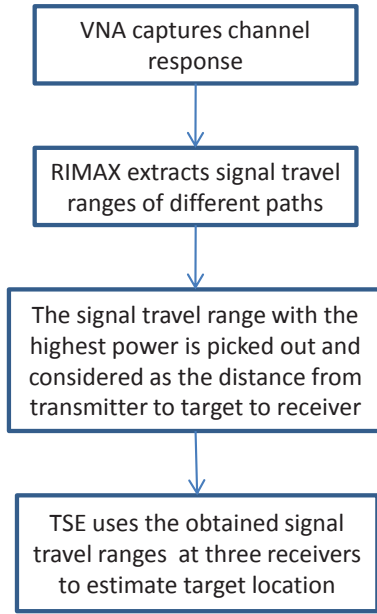 VNA captures channel
response
RIMAX extracts signal travel
ranges of different paths
The signal travel range with the
highest power is picked out and
considered as the distance from
transmitter to target to receiver
TSE uses the obtained signal
travel ranges at three receivers
to estimate target location